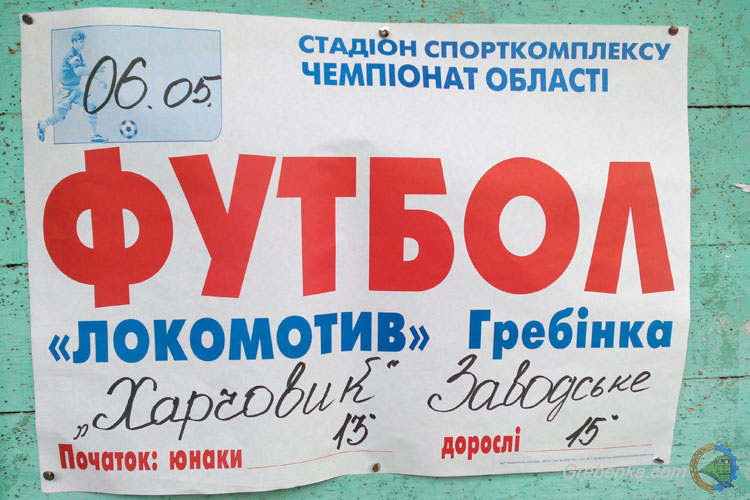 06.05.
СТАДІОН СПОРТКОМПЛЕКСУ
ЧЕМПІОНАТ ОБЛАСТІ
ФУТБОЛ
«ЛОКОМОТИВ» Гребінка
„Харчовик“ Заводське
Початок: юнаки 13 дорослі 15
Grebenka.com